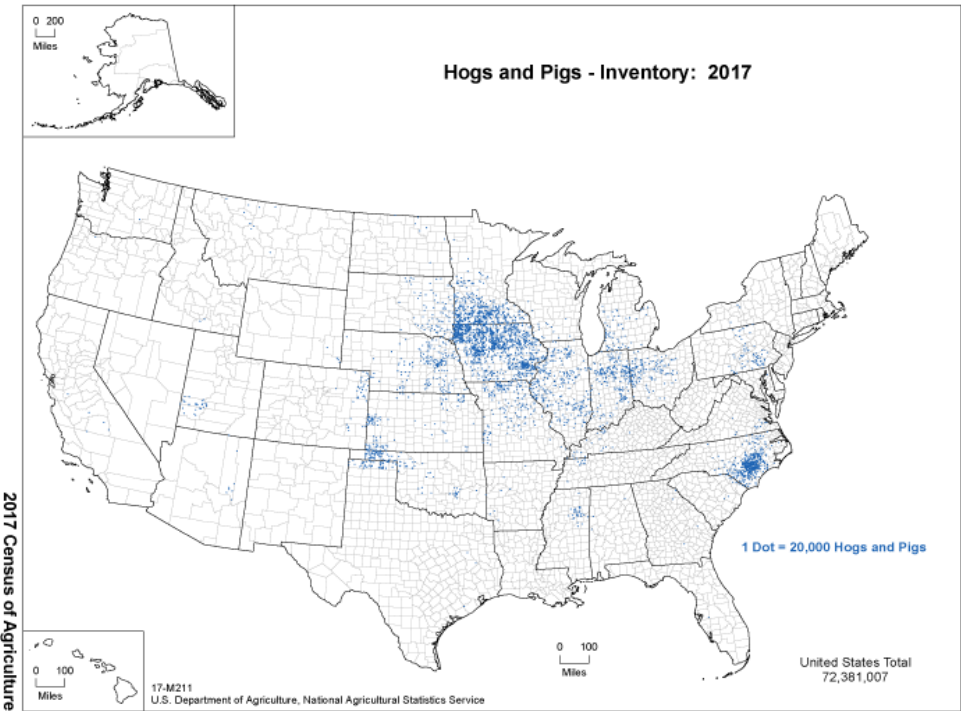 0 200
Miles
Hogs and Pigs - Inventory: 2017
1 Dot = 20,000 Hogs and Pigs
2017 Census of Agriculture
0 100
Miles
0 100
Miles
17-M211
U.S. Department of Agriculture, National Agricultural Statistics Service
United States Total
72,381,007